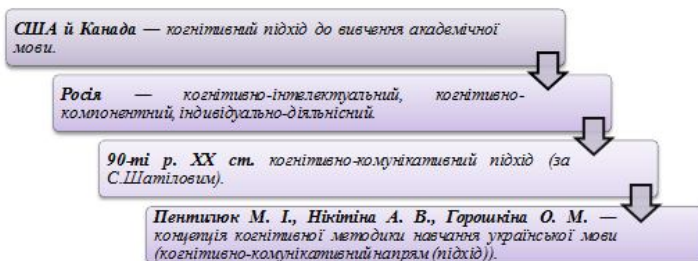 США й Канада — когнітивний підхід до вивчення академічної
мови.
Росія — когнітивно-інтелектуальний, когнітивно-
компонентний, індивідуально-діяльнісний.
90-ті р. ХХ ст. когнітивно-комунікативний підхід (за
С.Шатіловим).
Пентилюк М. І., Нікітіна А. В., Горошкіна О. М. —
концепція когнітивної методики навчання української мови
(когнітивно-комунікативний напрям (підхід)).